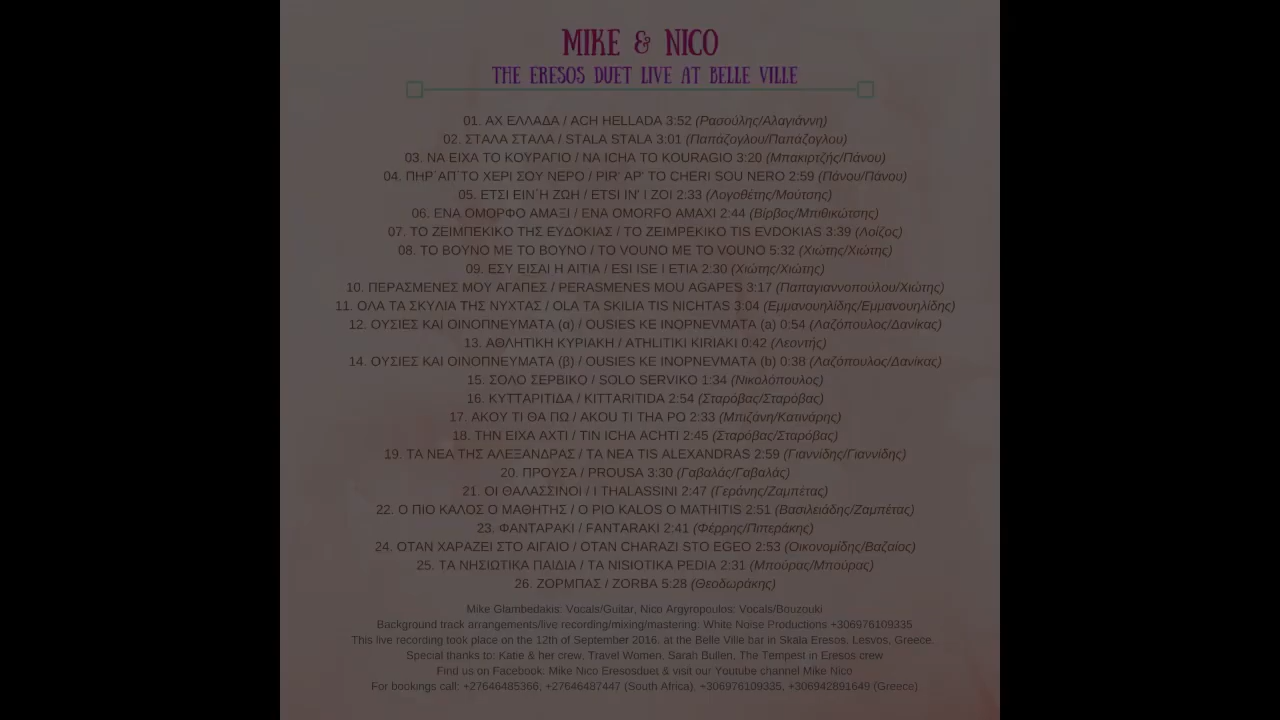 MIKE & NICO
THE ERESOS DUET LIVE AT BELLE VILLE
01. ΑΧ ΕΛΛΑΔΑ / ACH HELLADA 3:52 (Ρασούλης/Αλαγιάννη)
02. ΣΤΑΛΑ ΣΤΑΛΑ / STALA STALA 3:01 (Παπάζογλου/Παπάζογλου)
03. ΝΑ ΕΙΧΑ ΤΟ ΚΟΥΡΑΓΙΟ / NA ICHA TO KOURAGIO 3:20 (Μπακιρτζής/Πάνου)
04. ΠΗΡ΄ΑΠ΄ΤΟ ΧΕΡΙ ΣΟΥ ΝΕΡΟ / PIR' AP' TO CHERI SOU NERO 2:59 (Πάνου/Πάνου)
05. ΕΤΣΙ ΕΙΝ΄Η ΖΩΗ / ETSI IN' I ZOI 2:33 (Λογοθέτης/Μούτσης)
06. ΕΝΑ ΟΜΟΡΦΟ ΑΜΑΞΙ / ENA OMORFO AMAXI 2:44 (Βίρβος/Μπιθικώτσης)
07. ΤΟ ΖΕΙΜΠΕΚΙΚΟ ΤΗΣ ΕΥΔΟΚΙΑΣ / TO ZEIMPEKIKO TIS EVDOKIAS 3:39 (Λοΐζος)
08. ΤΟ ΒΟΥΝΟ ΜΕ ΤΟ ΒΟΥΝΟ / TO VOUNO ME TO VOUNO 5:32 (Χιώτης/Χιώτης)
09. ΕΣΥ ΕΙΣΑΙ Η ΑΙΤΙΑ / ESI ISE I ETIA 2:30 (Χιώτης/Χιώτης)
10. ΠΕΡΑΣΜΕΝΕΣ ΜΟΥ ΑΓΑΠΕΣ / PERASMENES MOU AGAPES 3:17 (Παπαγιαννοπούλου/Χιώτης)
11. ΟΛΑ ΤΑ ΣΚΥΛΙΑ ΤΗΣ ΝΥΧΤΑΣ / OLA TA SKILIA TIS NICHTAS 3:04 (Εμμανουηλίδης/Εμμανουηλίδης)
12. ΟΥΣΙΕΣ ΚΑΙ ΟΙΝΟΠΝΕΥΜΑΤΑ (α) / OUSIES KE INOPNEVMATA (a) 0:54 (Λαζόπουλος/Δανίκας)
13. ΑΘΛΗΤΙΚΗ ΚΥΡΙΑΚΗ / ATHLITIKI KIRIAKI 0:42 (Λεοντής)
14. ΟΥΣΙΕΣ ΚΑΙ ΟΙΝΟΠΝΕΥΜΑΤΑ (β) / OUSIES KE INOPNEVMATA (b) 0:38 (Λαζόπουλος/Δανίκας)
15. ΣΟΛΟ ΣΕΡΒΙΚΟ / SOLO SERVIKO 1:34 (Νικολόπουλος)
16. ΚΥΤΤΑΡΙΤΙΔΑ / KITTARITIDA 2:54 (Σταρόβας/Σταρόβας)
17. ΑΚΟΥ ΤΙ ΘΑ ΠΩ / AKOU TI THA PO 2:33 (Μπιζάνη/Κατινάρης)
18. ΤΗΝ ΕΙΧΑ ΑΧΤΙ / TIN ICHA ACHTI 2:45 (Σταρόβας/Σταρόβας)
19. ΤΑ ΝΕΑ ΤΗΣ ΑΛΕΞΑΝΔΡΑΣ / TA NEA TIS ALEXANDRAS 2:59 (Γιαννίδης/Γιαννίδης)
20. ΠΡΟΥΣΑ / PROUSA 3:30 (Γαβαλάς/Γαβαλάς)
21. ΟΙ ΘΑΛΑΣΣΙΝΟΙ / I THALASSINI 2:47 (Γεράνης/Ζαμπέτας)
22. Ο ΠΙΟ ΚΑΛΟΣ Ο ΜΑΘΗΤΗΣ / O PIO KALOS O MATHITIS 2:51 (Βασιλειάδης/Ζαμπέτας)
23. ΦΑΝΤΑΡΑΚΙ / FANTARAKI 2:41 (Φέρρης/Πιπεράκης)
24. ΟΤΑΝ ΧΑΡΑΖΕΙ ΣΤΟ ΑΙΓΑΙΟ / OTAN CHARAZI STO EGEO 2:53 (Οικονομίδης/Βαζαίος)
25. ΤΑ ΝΗΣΙΩΤΙΚΑ ΠΑΙΔΙΑ / TA NISIOTIKA PEDIA 2:31 (Μπούρας/Μπούρας)
26. ΖΟΡΜΠΑΣ / ZORBA 5:28 (Θεοδωράκης)
Mike Glambedakis: Vocals/Guitar, Nico Argyropoulos: Vocals/Bouzouki
Background track arrangements/live recording/mixing/mastering: White Noise Productions +306976109335
This live recording took place on the 12th of September 2016, at the Belle Ville bar in Skala Eresos, Lesvos, Greece.
Special thanks to: Katie & her crew, Travel Women, Sarah Bullen, The Tempest in Eresos crew
Find us on Facebook: Mike Nico Eresosduet & visit our Youtube channel Mike Nico
For bookings call: +27646485366, +27646487447 (South Africa), +306976109335, +306942891649 (Greece)